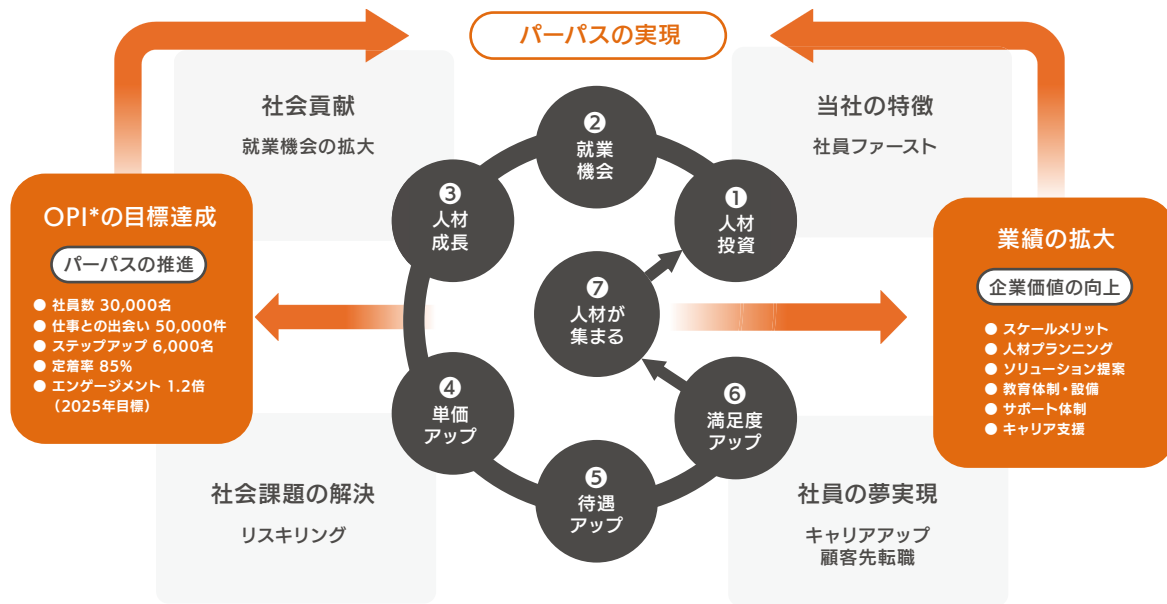 パーパスの実現
社会貢献
就業機会の拡大
当社の特徴
社員ファースト
OPI*の目標達成
パーパスの推進
● 社員数 30,000名
● 仕事との出会い 50,000件
● ステップアップ 6,000名
● 定着率 85%
● エンゲージメント 1.2倍
（2025年目標）
❶
人材
投資
❷
就業
機会
❸
人材
成長
❹
単価
アップ
❺
待遇
アップ
❻
満足度
アップ
❼
人材が
集まる
業績の拡大
企業価値の向上
● スケールメリット
● 人材プランニング
● ソリューション提案
● 教育体制・設備
● サポート体制
● キャリア支援
社会課題の解決
リスキリング
社員の夢実現
キャリアアップ
顧客先転職